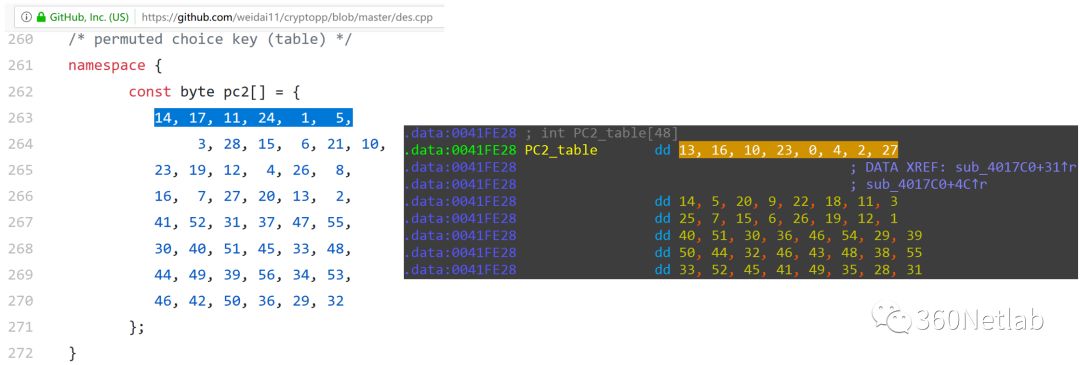 GitHub, Inc. (US) https://github.com/weidai11/cryptopp/blob/master/des.cpp
260 /* permuted choice key (table) */
261 namespace {
262 const byte pc2[] = {
263 14, 17, 11, 24, 1, 5,
264 3, 28, 15, 6, 21, 10,
265 23, 19, 12, 4, 26, 8,
266 16, 7, 27, 20, 13, 2,
267 41, 52, 31, 37, 47, 55,
268 30, 40, 51, 45, 33, 48,
269 44, 49, 39, 56, 34, 53,
270 46, 42, 50, 36, 29, 32
271 };
272 }
.data:0041FE28 ; int PC2_table[48]
.data:0041FE28 PC2_table dd 13, 16, 10, 23, 0, 4, 2, 27
.data:0041FE28 ; DATA XREF: sub_4017C0+31↑r
.data:0041FE28 ; sub_4017C0+4C↑r
.data:0041FE28 dd 14, 5, 20, 9, 22, 18, 11, 3
.data:0041FE28 dd 25, 7, 15, 6, 26, 19, 12, 1
.data:0041FE28 dd 40, 51, 30, 36, 46, 54, 29, 39
.data:0041FE28 dd 50, 44, 32, 46, 43, 48, 38, 55
.data:0041FE28 dd 33, 52, 45, 41, 49, 35, 28, 31
360Netlab